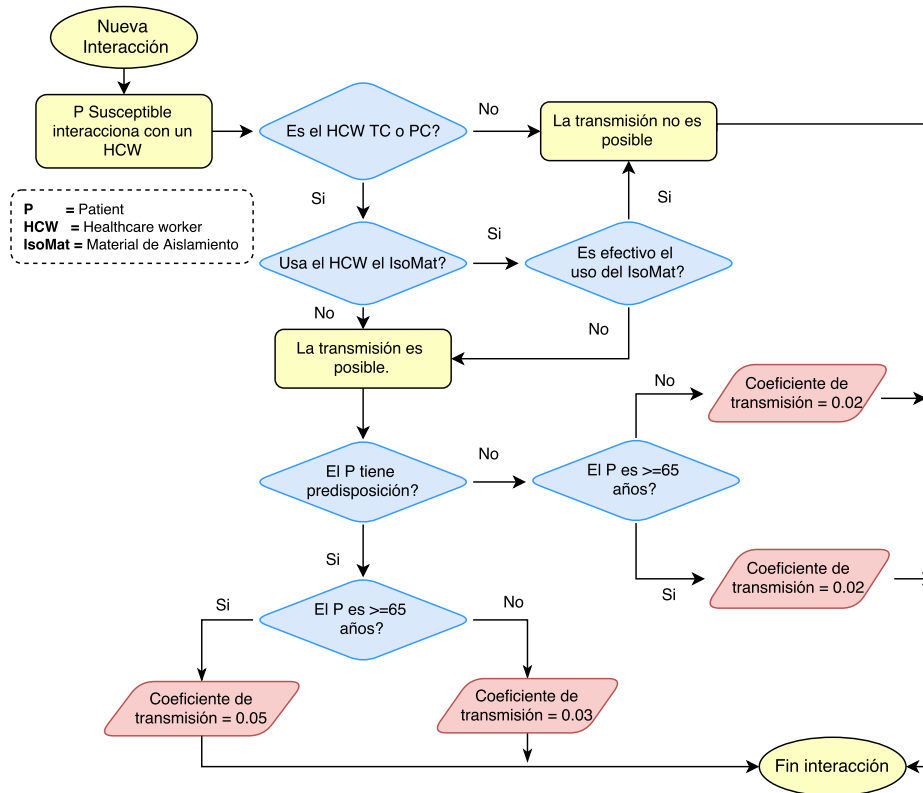 Nueva
Interacción
P Susceptible
interacciona con un
HCW
Es el HCW TC o PC?
No
La transmisión no es
posible
P = Patient
HCW = Healthcare worker
IsoMat = Material de Aislamiento
Si
Si
Usa el HCW el IsoMat?
Si
Es efectivo el
uso del IsoMat?
No
No
La transmisión es
posible.
No
Coeficiente de
transmisión = 0.02
El P tiene
predisposición?
No
El P es >=65
años?
Si
Si
Coeficiente de
transmisión = 0.02
El P es >=65
años?
Si
No
Coeficiente de
transmisión = 0.05
Coeficiente de
transmisión = 0.03
Fin interacción